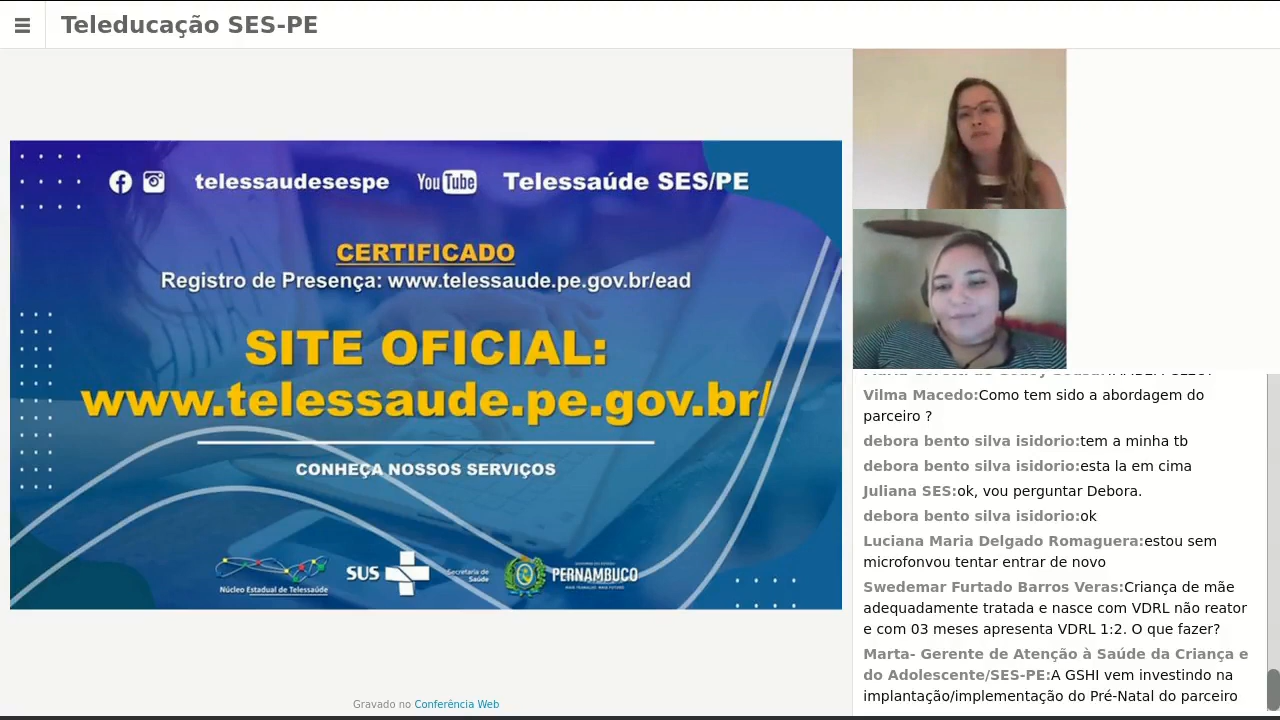 Teleducação SES-PE
telessaudesespe YouTube Telessaúde SES/PE
CERTIFICADO
Registro de Presença: www.telessaude.pe.gov.br/ead
SITE OFICIAL:
www.telessaude.pe.gov.br/
CONHEÇA NOSSOS SERVIÇOS
Núcleo Estadual de Telessaúde
SUS
Secretaria de
Saúde
PERNAMBUCO
Gravado no Conferência Web
Vilma Macedo:Como tem sido a abordagem do
parceiro ?
debora bento silva isidorio:tem a minha tb
debora bento silva isidorio:esta la em cima
Juliana SES:ok, vou perguntar Debora.
debora bento silva isidorio:ok
Luciana Maria Delgado Romaguera:estou sem
microfonvou tentar entrar de novo
Swedemar Furtado Barros Veras:Criança de mãe
adequadamente tratada e nasce com VDRL não reator
e com 03 meses apresenta VDRL 1:2. O que fazer?
Marta- Gerente de Atenção à Saúde da Criança e
do Adolescente/SES-PE:A GSHI vem investindo na
implantação/implementação do Pré-Natal do parceiro